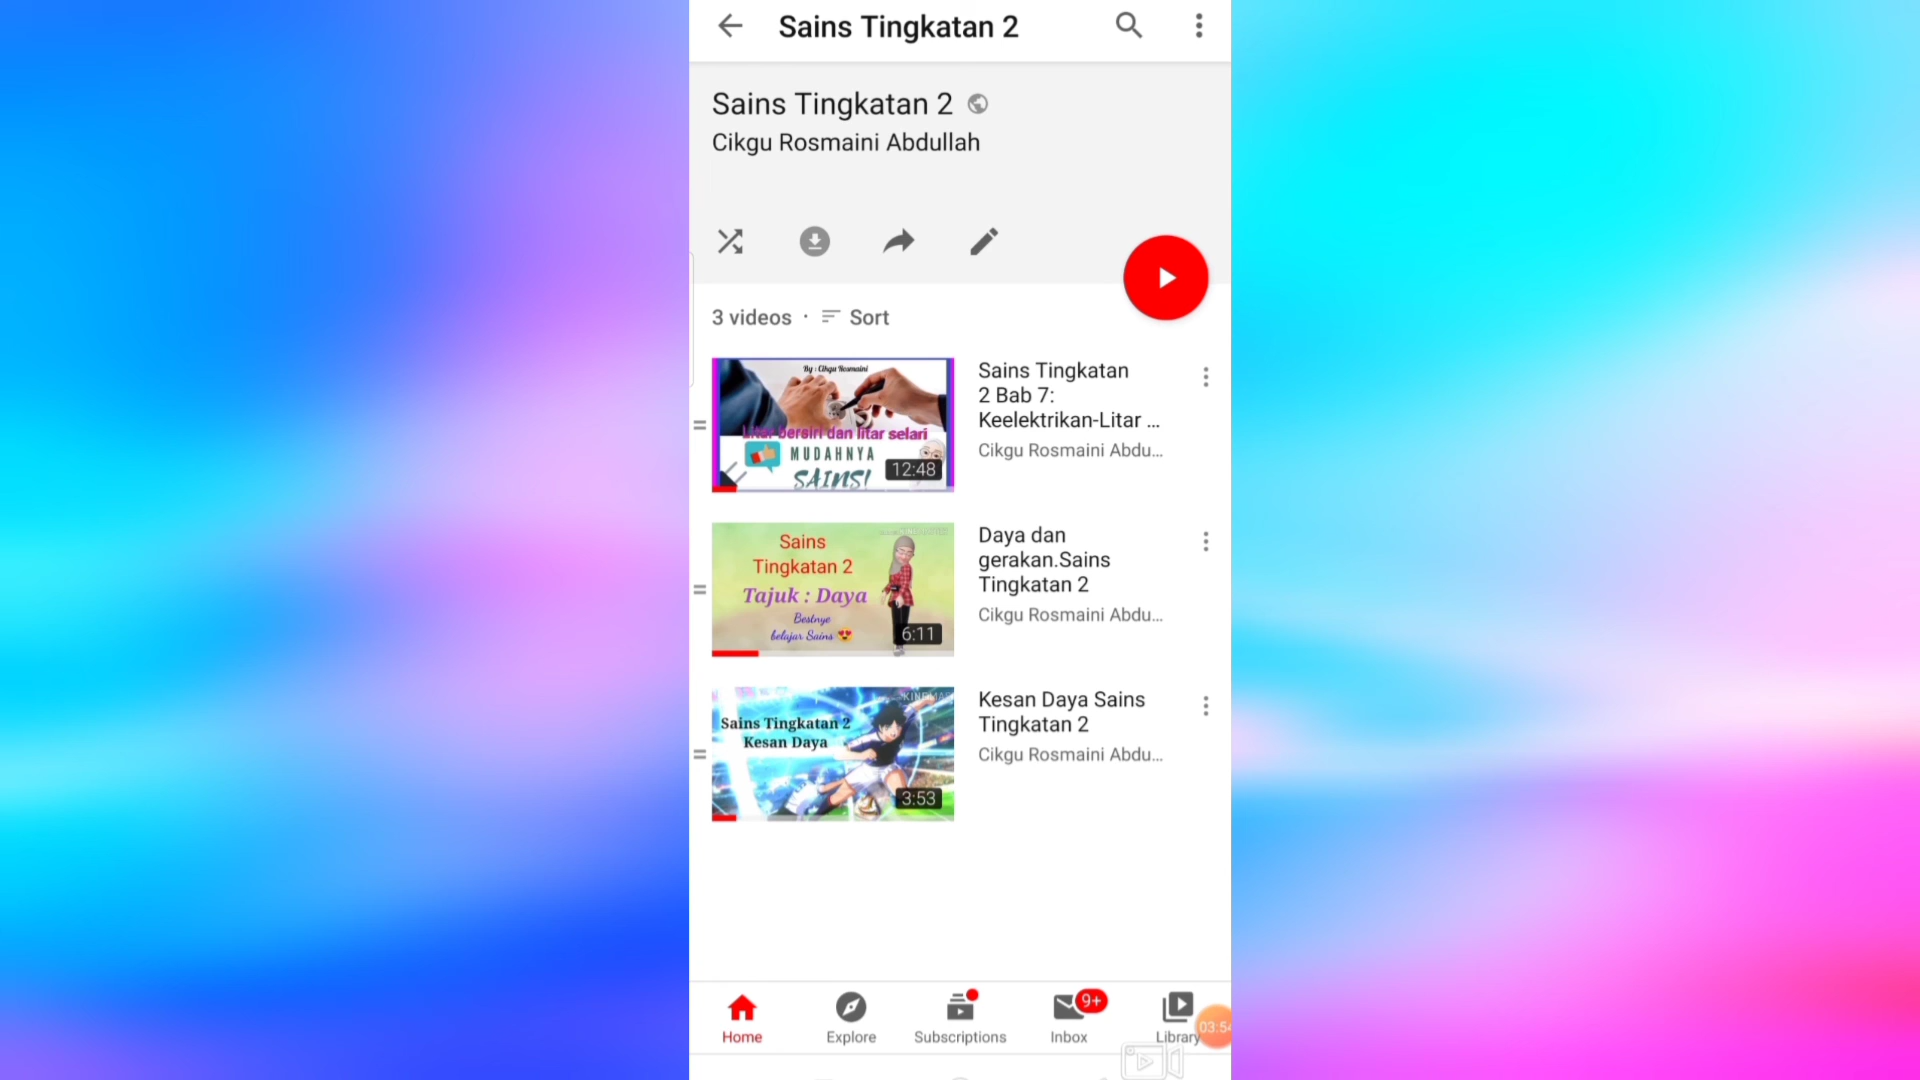 Sains Tingkatan 2
Sains Tingkatan 2
Cikgu Rosmaini Abdullah
3 videos · Sort
By : Cikgu Rosmaini
Litar bersiri dan litar selari
MUDAHNYA
SAINS!
12:48
Sains Tingkatan
2 Bab 7:
Keelektrikan-Litar ...
Cikgu Rosmaini Abdu...
Sains
Tingkatan 2
Tajuk : Daya
Bestnye
belajar Sains 😍
6:11
Daya dan
gerakan.Sains
Tingkatan 2
Cikgu Rosmaini Abdu...
Sains Tingkatan 2
Kesan Daya
3:53
Kesan Daya Sains
Tingkatan 2
Cikgu Rosmaini Abdu...
Home
Explore
Subscriptions
9+
Inbox
Library
03:54